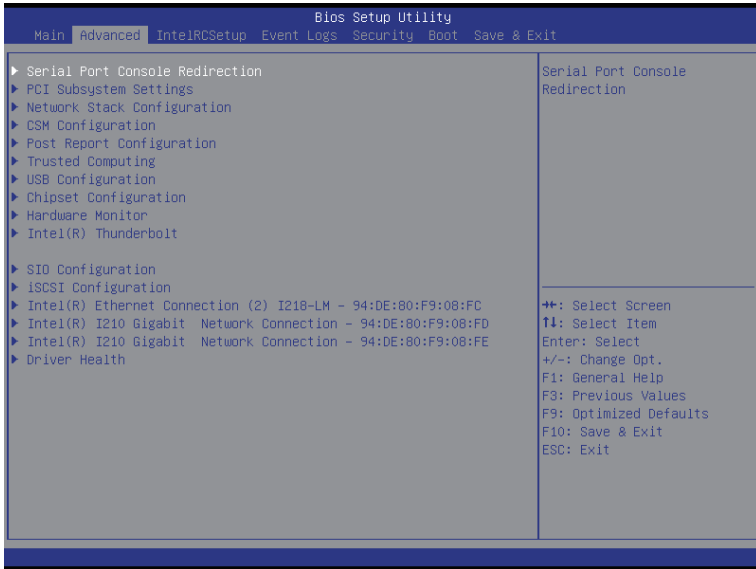 Bios Setup Utility
Main Advanced IntelRCSetup Event Logs Security Boot Save & Exit
Serial Port Console Redirection
PCI Subsystem Settings
Network Stack Configuration
CSM Configuration
Post Report Configuration
Trusted Computing
USB Configuration
Chipset Configuration
Hardware Monitor
Intel(R) Thunderbolt
SIO Configuration
iSCSI Configuration
Intel(R) Ethernet Connection (2) I218-LM - 94:DE:80:F9:08:FC
Intel(R) I210 Gigabit  Network Connection - 94:DE:80:F9:08:FD
Intel(R) I210 Gigabit  Network Connection - 94:DE:80:F9:08:FE
Driver Health
Serial Port Console
Redirection
→←: Select Screen
↑↓: Select Item
Enter: Select
+/-: Change Opt.
F1: General Help
F3: Previous Values
F9: Optimized Defaults
F10: Save & Exit
ESC: Exit